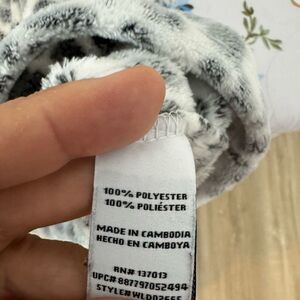 100% POLYESTER
100% POLIÉSTER
MADE IN CAMBODIA
HECHO EN CAMBOYA
RN# 137013
UPC# 887797052494